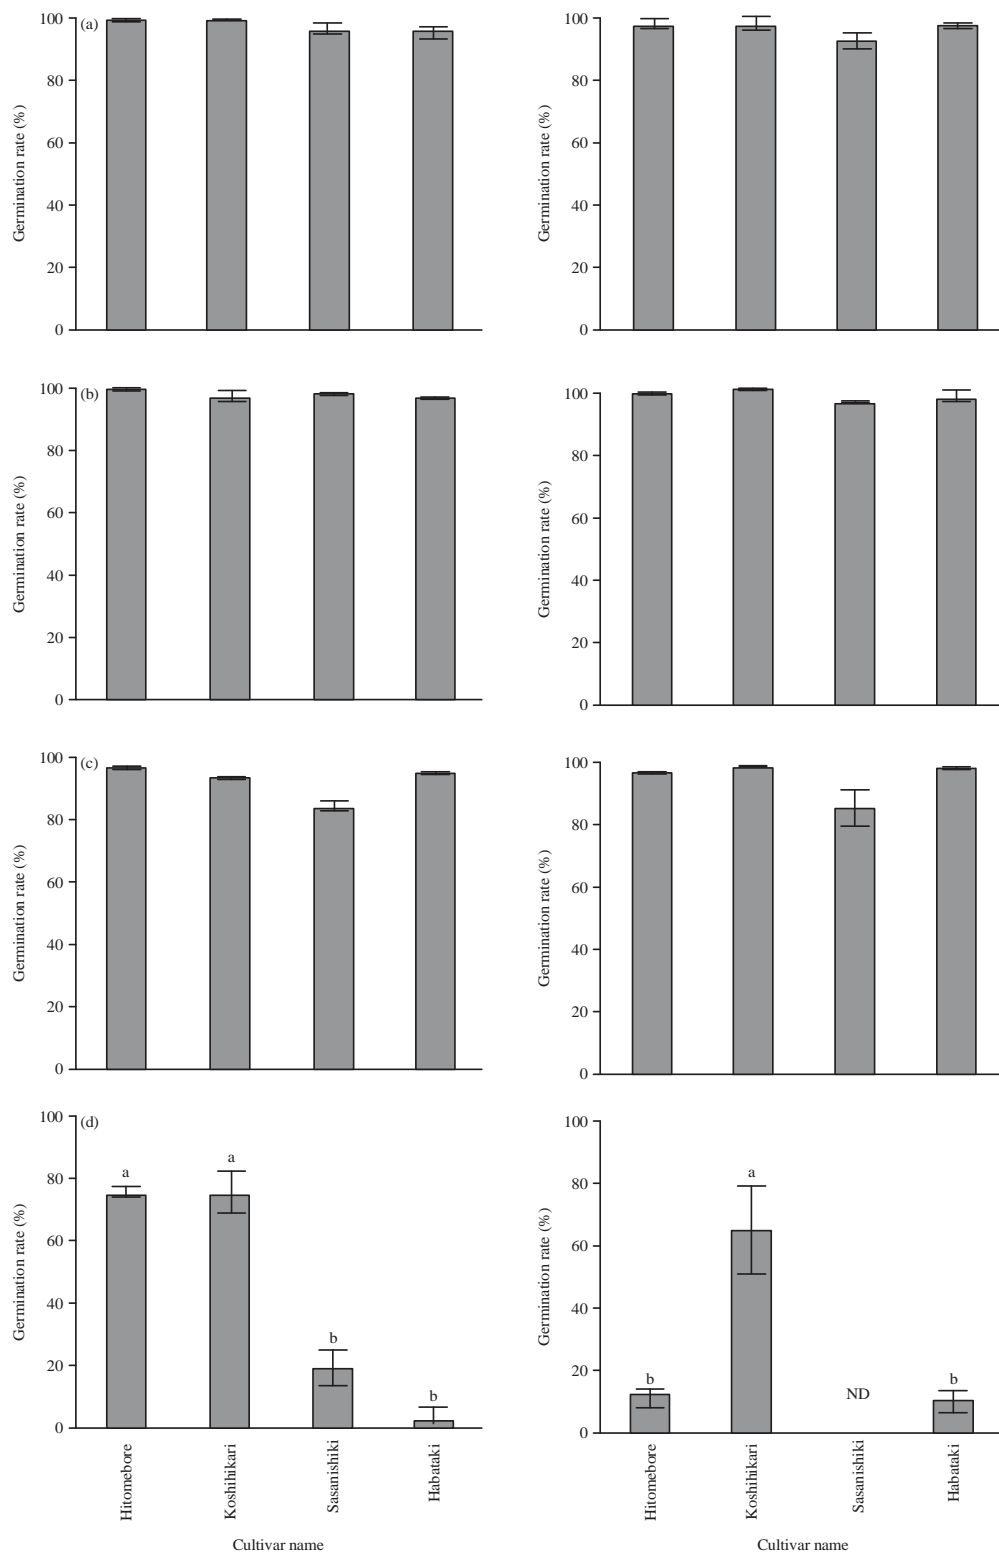 (a)
Germination rate (%)
100
80
60
40
20
0
Germination rate (%)
100
80
60
40
20
0
(b)
Germination rate (%)
100
80
60
40
20
0
Germination rate (%)
100
80
60
40
20
0
(c)
Germination rate (%)
100
80
60
40
20
0
Germination rate (%)
100
80
60
40
20
0
(d)
Germination rate (%)
100
80
60
40
20
0
a
a
b
b
Hitomebore
Koshihikari
Sasanishiki
Habataki
Cultivar name
Germination rate (%)
100
80
60
40
20
0
b
a
ND
b
Hitomebore
Koshihikari
Sasanishiki
Habataki
Cultivar name